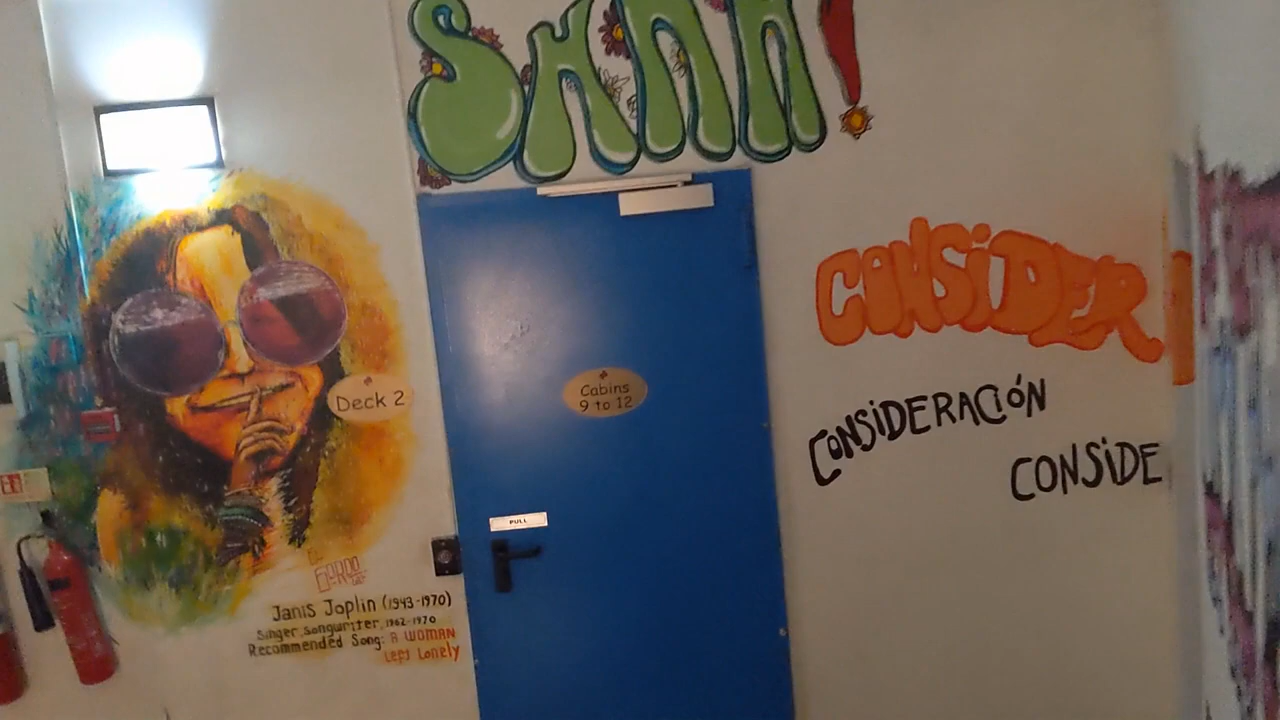 SHHH!
Deck 2
Cabins
9 to 12
PULL
CONSiDER
CONSiDERACIÓN
CONSiDE
GORDO
Janis Joplin (1943-1970)
Singer, songwriter, 1962-1970
Recommended Song: A WOMAN
Left Lonely